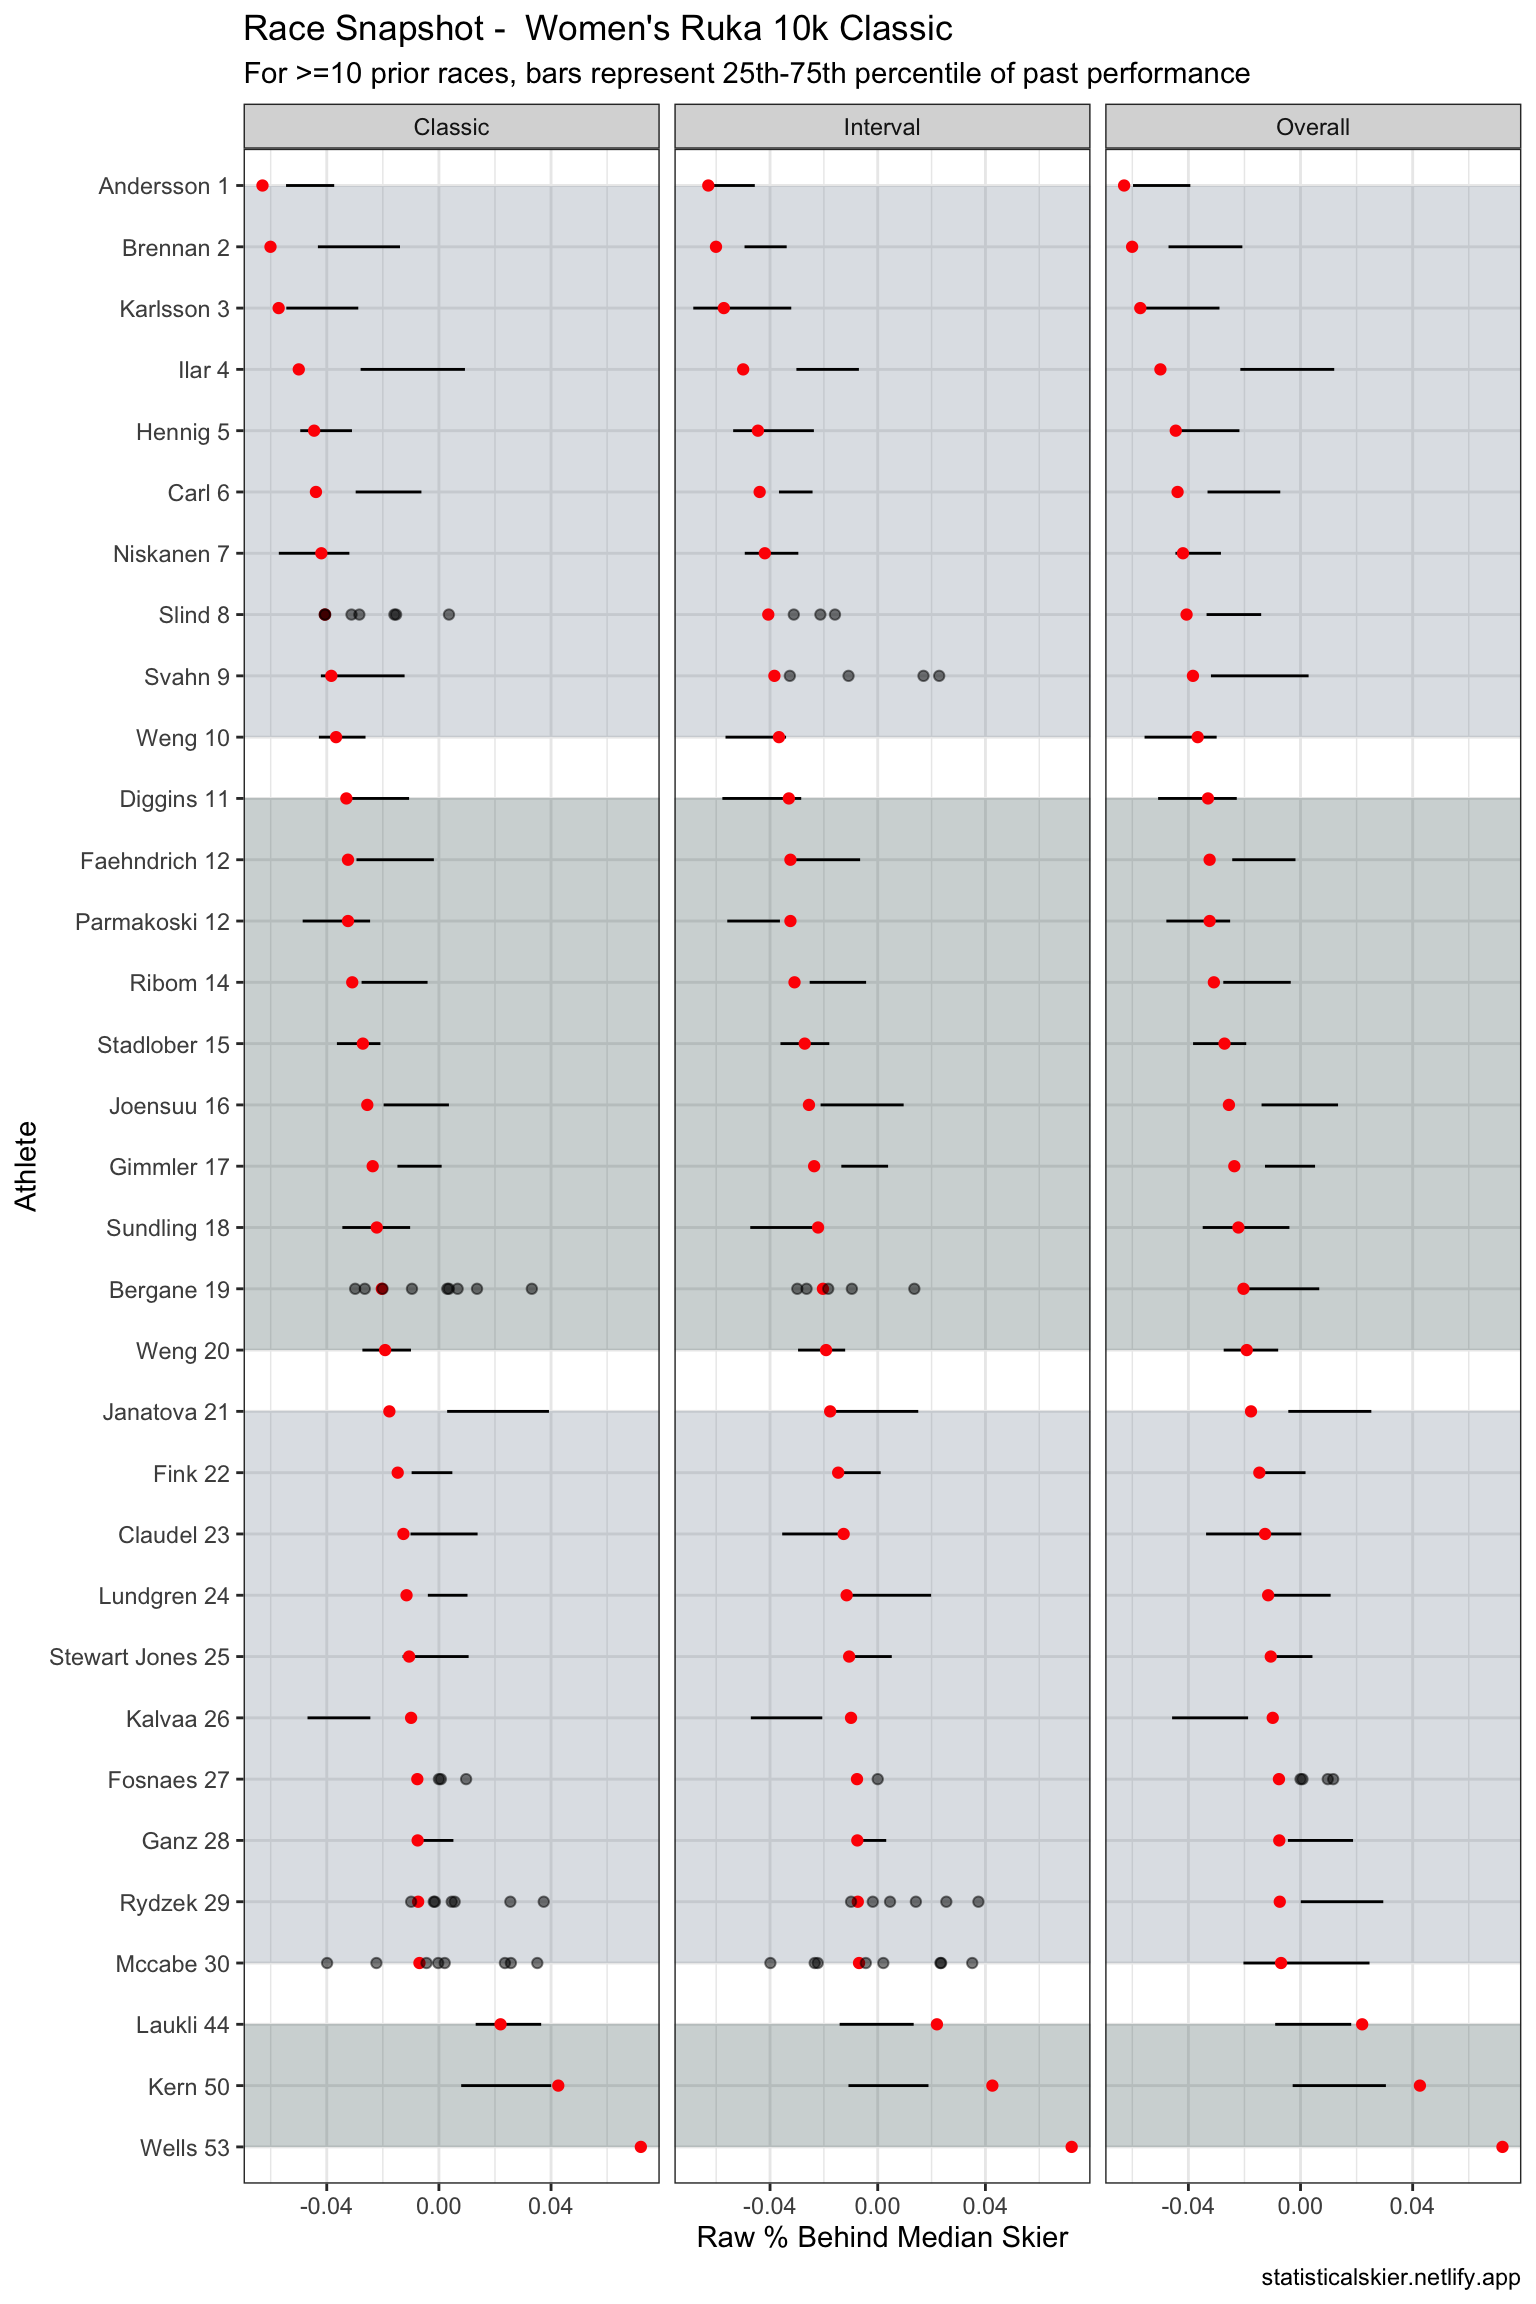 Race Snapshot -  Women's Ruka 10k Classic
For >=10 prior races, bars represent 25th-75th percentile of past performance
Classic Interval Overall
Andersson 1
Brennan 2
Karlsson 3
Ilar 4
Hennig 5
Carl 6
Niskanen 7
Slind 8
Svahn 9
Weng 10
Diggins 11
Faehndrich 12
Parmakoski 12
Ribom 14
Stadlober 15
Joensuu 16
Gimmler 17
Sundling 18
Bergane 19
Weng 20
Janatova 21
Fink 22
Claudel 23
Lundgren 24
Stewart Jones 25
Kalvaa 26
Fosnaes 27
Ganz 28
Rydzek 29
Mccabe 30
Laukli 44
Kern 50
Wells 53
Athlete
-0.04 0.00 0.04 -0.04 0.00 0.04 -0.04 0.00 0.04
Raw % Behind Median Skier
statisticalskier.netlify.app